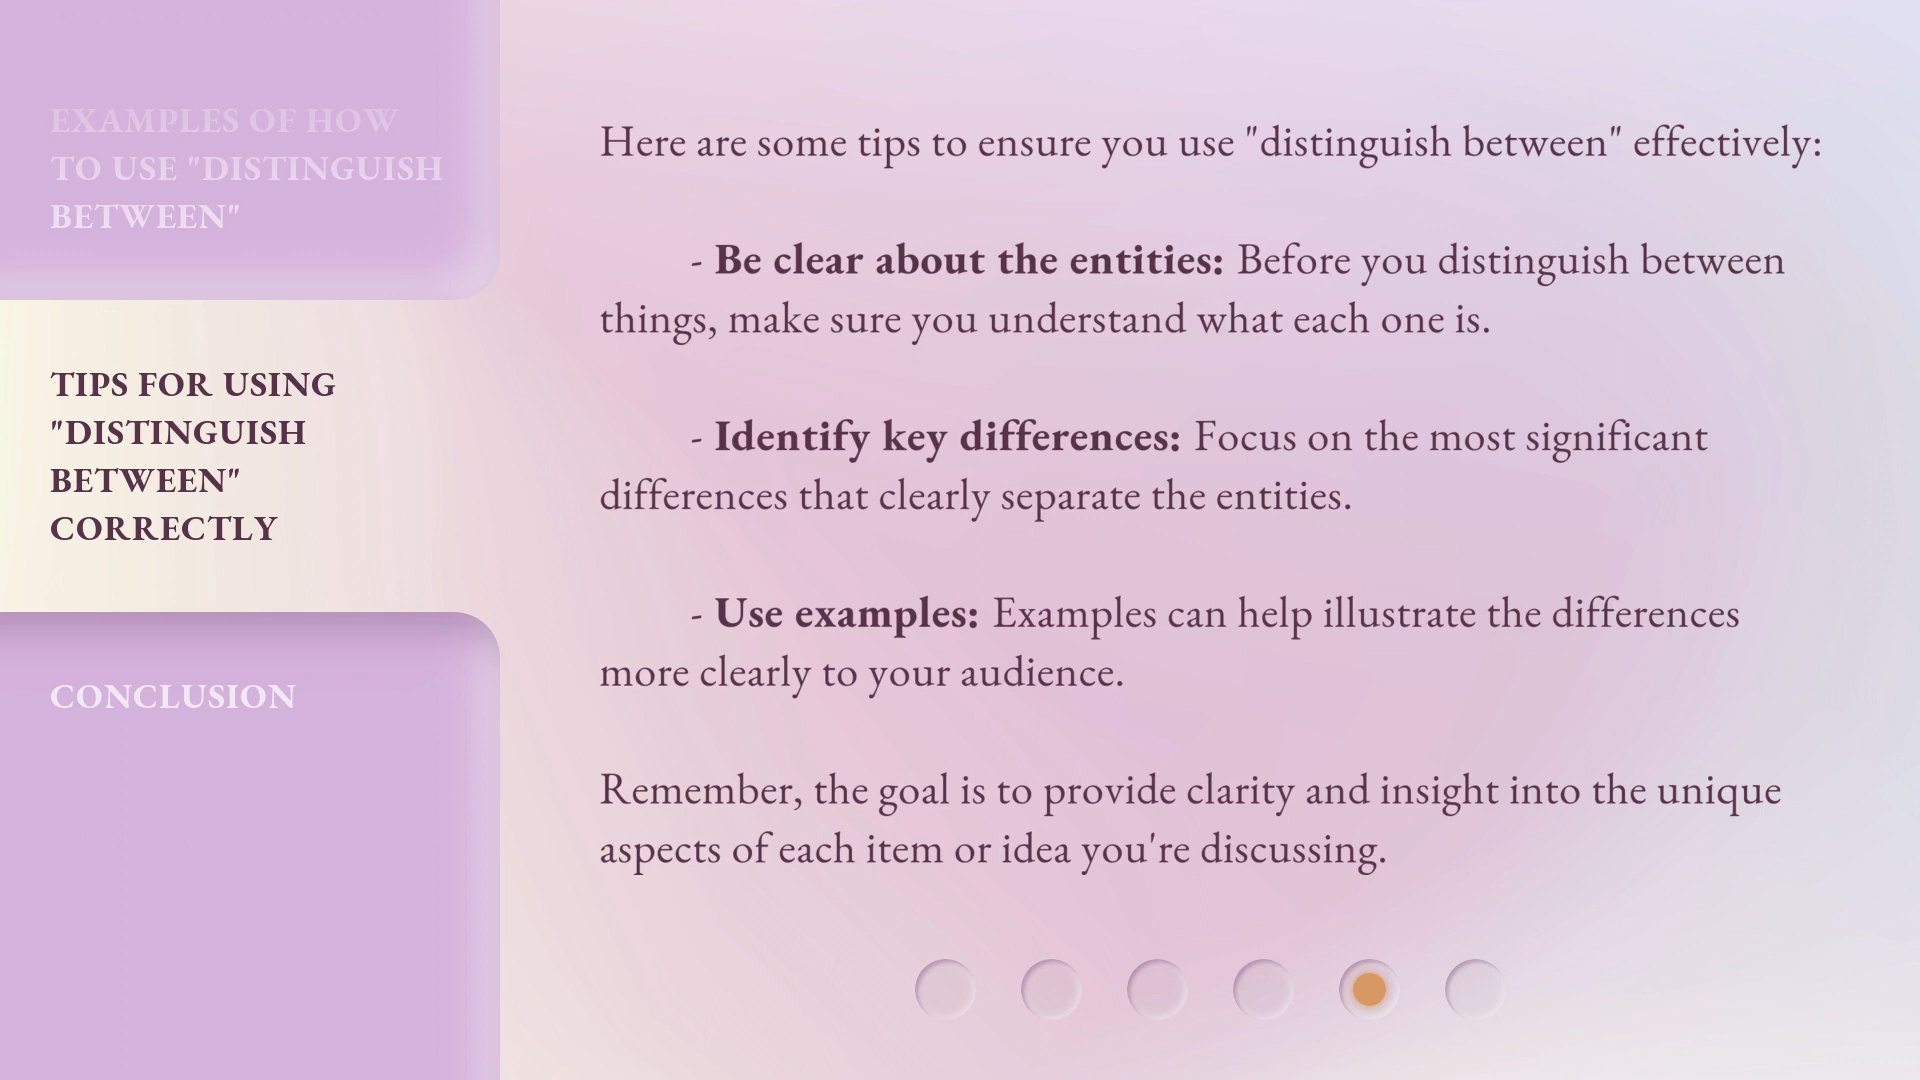 EXAMPLES OF HOW
TO USE "DISTINGUISH
BETWEEN"
TIPS FOR USING
"DISTINGUISH
BETWEEN"
CORRECTLY
CONCLUSION
Here are some tips to ensure you use "distinguish between" effectively:
- Be clear about the entities: Before you distinguish between
things, make sure you understand what each one is.
- Identify key differences: Focus on the most significant
differences that clearly separate the entities.
- Use examples: Examples can help illustrate the differences
more clearly to your audience.
Remember, the goal is to provide clarity and insight into the unique
aspects of each item or idea you're discussing.